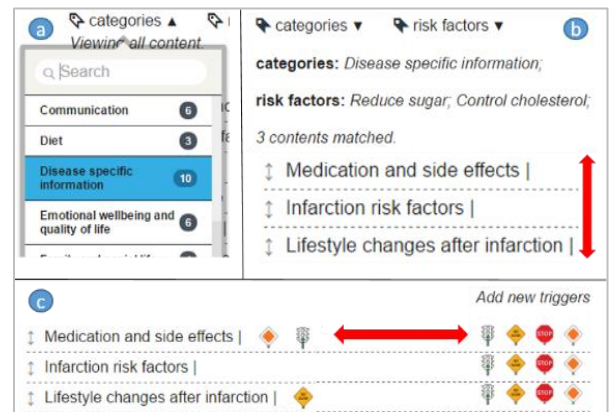 a
categories ▲
Viewing all content.
Search
Communication 6
Diet 3
Disease specific
information 10
Emotional wellbeing and
quality of life 6
categories ▼ risk factors ▼
b
categories: Disease specific information;
risk factors: Reduce sugar; Control cholesterol;
3 contents matched.
↕ Medication and side effects |
↕ Infarction risk factors |
↕ Lifestyle changes after infarction |
c
Add new triggers
↕ Medication and side effects |
STOP
↕ Infarction risk factors |
STOP
↕ Lifestyle changes after infarction |
STOP